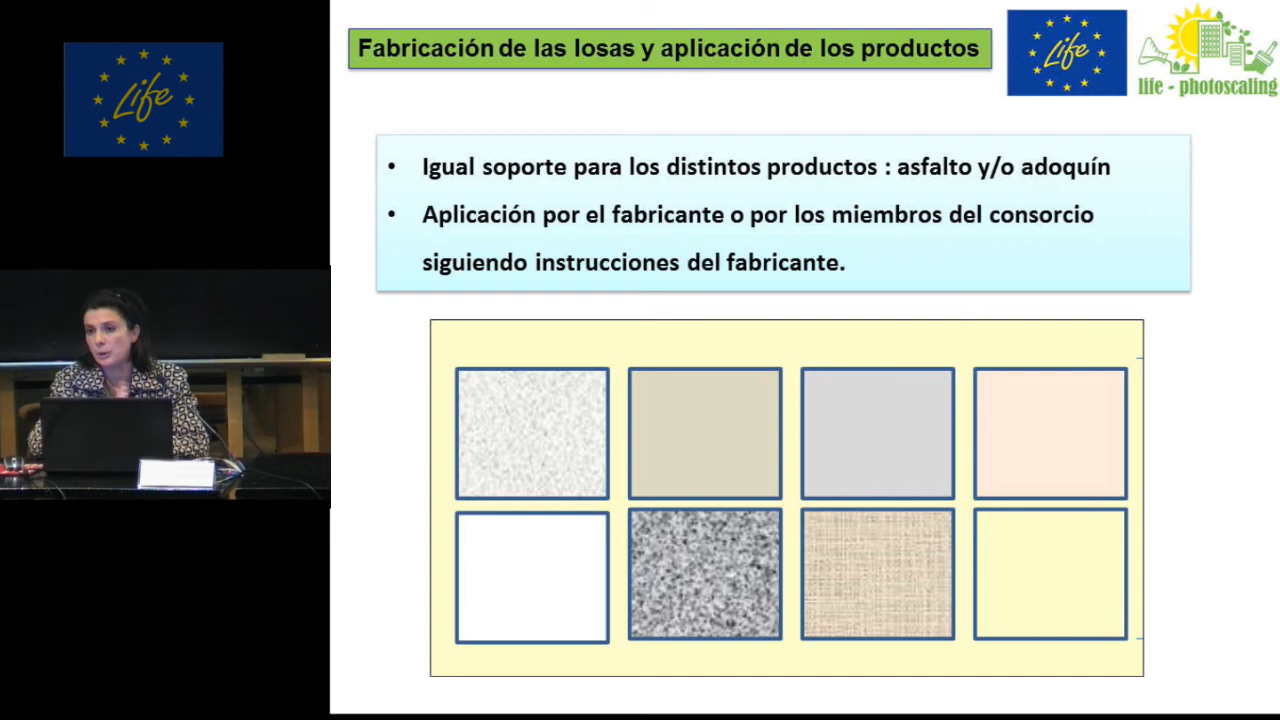 Life
Fabricación de las losas y aplicación de los productos
Life
life - photoscaling
• Igual soporte para los distintos productos : asfalto y/o adoquín
• Aplicación por el fabricante o por los miembros del consorcio
siguiendo instrucciones del fabricante.